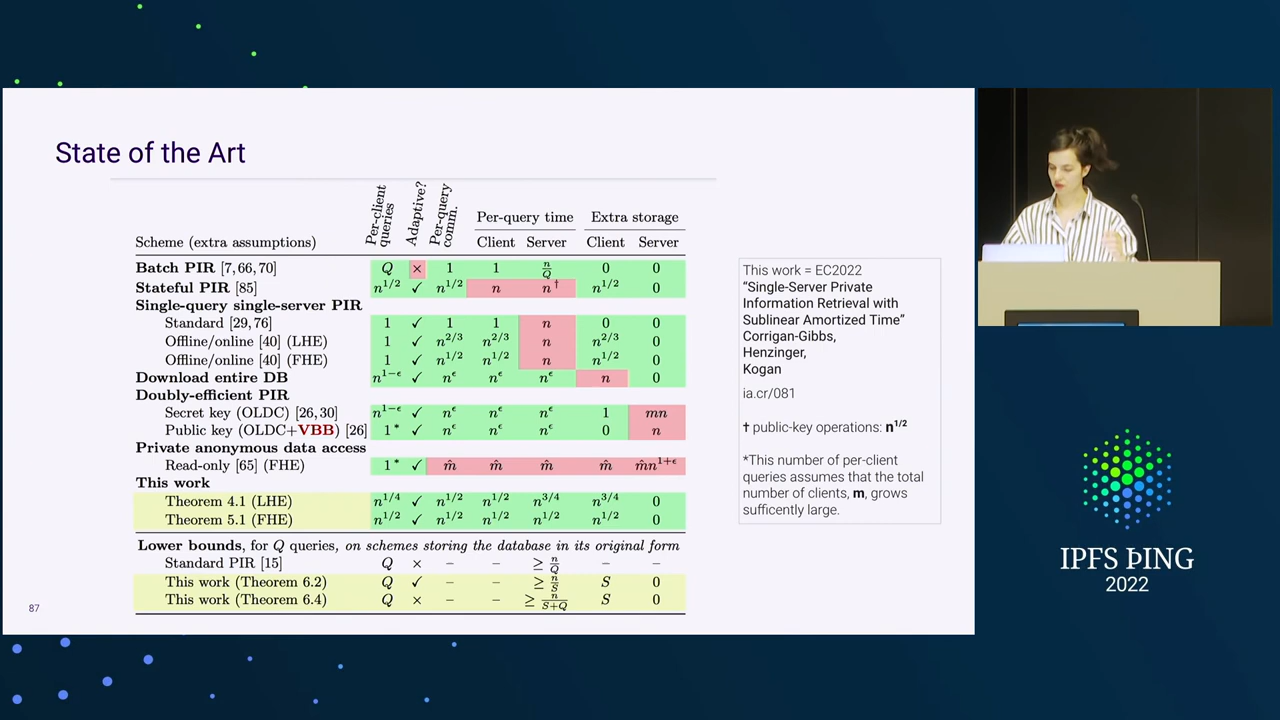 State of the Art
Scheme (extra assumptions) Per-client queries Adaptive? Per-query comm. Per-query time Extra storage
Client Server Client Server
Batch PIR [7,66,70] Q × 1 1 n/Q 0 0
Stateful PIR [85] n^{1/2} ✓ n^{1/2} n n^† n^{1/2} 0
Single-query single-server PIR
Standard [29,76] 1 ✓ 1 1 n 0 0
Offline/online [40] (LHE) 1 ✓ n^{2/3} n^{2/3} n n^{2/3} 0
Offline/online [40] (FHE) 1 ✓ n^{1/2} n^{1/2} n n^{1/2} 0
Download entire DB n^{1−ϵ} ✓ n^ϵ n^ϵ n^ϵ n 0
Doubly-efficient PIR
Secret key (OLDC) [26,30] n^{1−ϵ} ✓ n^ϵ n^ϵ n^ϵ 1 mn
Public key (OLDC+VBB) [26] 1* ✓ n^ϵ n^ϵ n^ϵ 0 n
Private anonymous data access
Read-only [65] (FHE) 1* ✓ m̂ m̂ m̂ m̂ m̂n^{1+ϵ}
This work
Theorem 4.1 (LHE) n^{1/4} ✓ n^{1/2} n^{1/2} n^{3/4} n^{3/4} 0
Theorem 5.1 (FHE) n^{1/2} ✓ n^{1/2} n^{1/2} n^{1/2} n^{1/2} 0
Lower bounds, for Q queries, on schemes storing the database in its original form
Standard PIR [15] Q × – – ≥ n/Q – –
This work (Theorem 6.2) Q ✓ – – ≥ n/S S 0
This work (Theorem 6.4) Q × – – ≥ n/(S+Q) S 0
87
This work = EC2022
“Single-Server Private
Information Retrieval with
Sublinear Amortized Time”
Corrigan-Gibbs,
Henzinger,
Kogan
ia.cr/081
† public-key operations: n^{1/2}
*This number of per-client
queries assumes that the total
number of clients, m, grows
sufficently large.
IPFS ÞING
2022